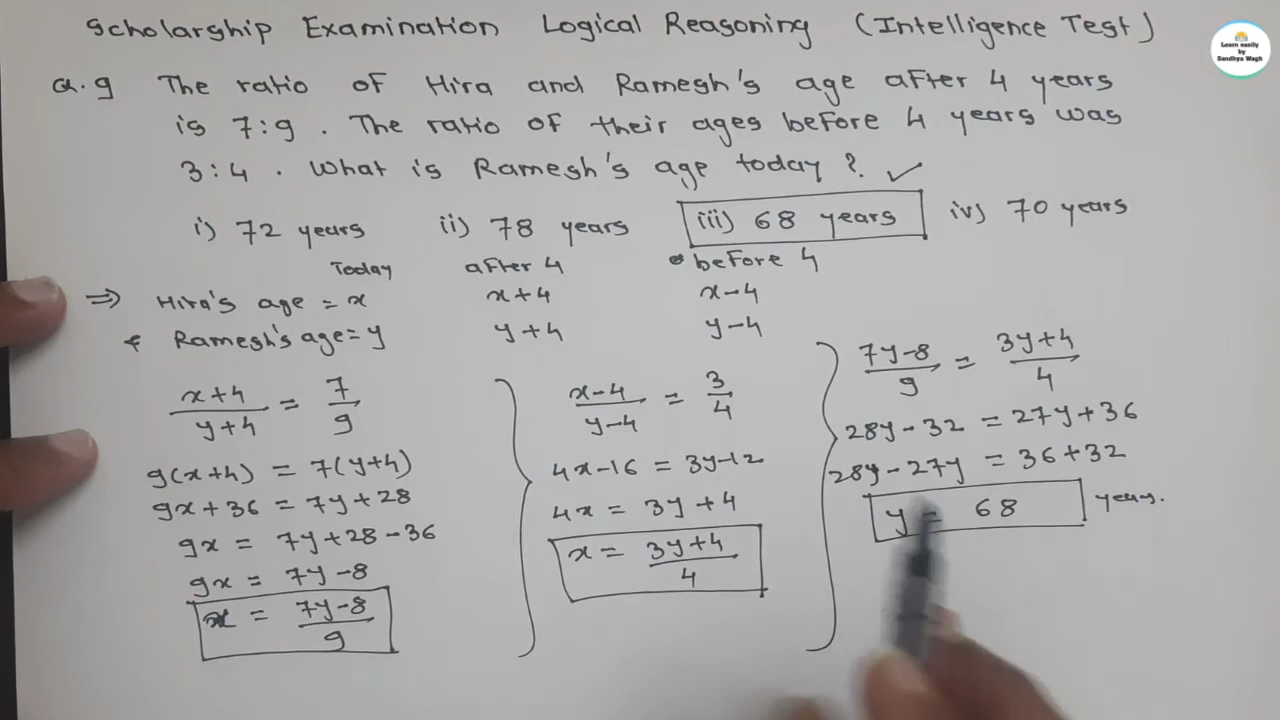 Scholarship Examination Logical Reasoning (Intelligence Test)
Learn easily
by
Sandhya Wagh
Q.9 The ratio of Hira and Ramesh's age after 4 years
is 7:9. The ratio of their ages before 4 years was
3:4. What is Ramesh's age today? ✓
i) 72 years ii) 78 years iii) 68 years iv) 70 years
Today after 4 before 4
⇒ Hira's age = x x+4 x-4
& Ramesh's age = y y+4 y-4
x+4/y+4 = 7/9
9(x+4) = 7(y+4)
9x+36 = 7y+28
9x = 7y+28-36
9x = 7y-8
x = 7y-8/9
x-4/y-4 = 3/4
4x-16 = 3y-12
4x = 3y+4
x = 3y+4/4
7y-8/9 = 3y+4/4
28y-32 = 27y+36
28y-27y = 36+32
y = 68 years.